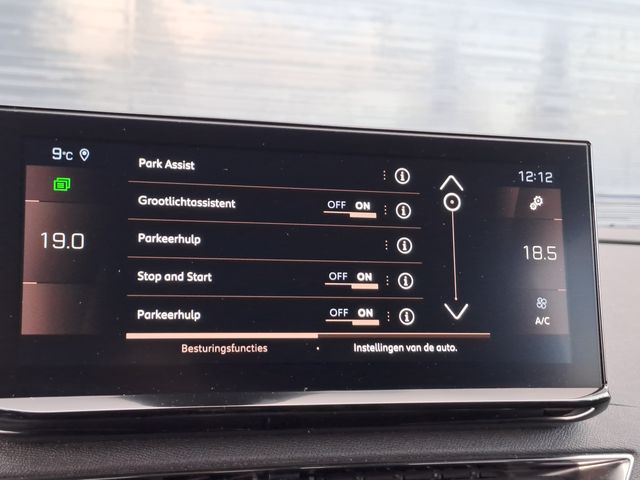 9°C
12:12
Park Assist
Grootlichtassistent OFF ON
Parkeerhulp
Stop and Start OFF ON
Parkeerhulp OFF ON
19.0
18.5
A/C
Besturingsfuncties
Instellingen van de auto.